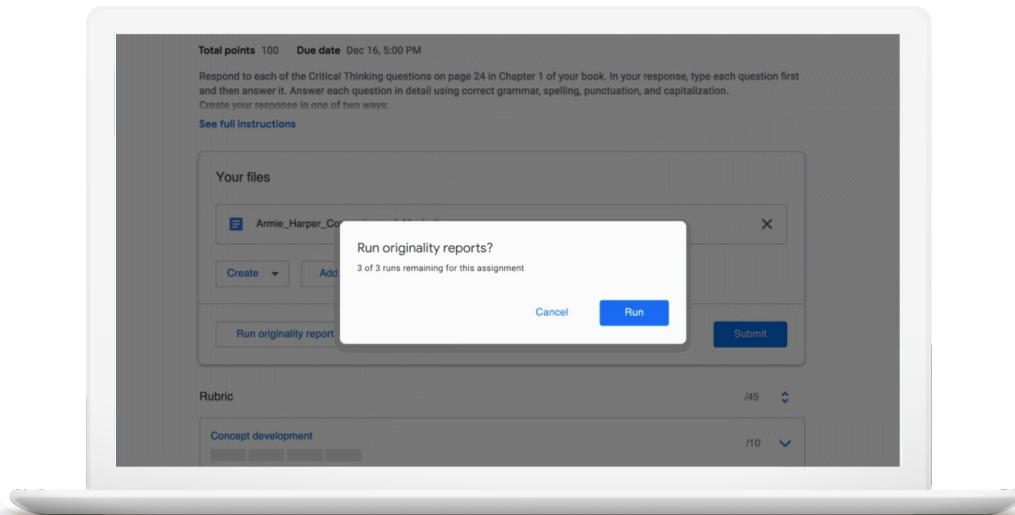 Total points 100 Due date Dec 16, 5:00 PM
Respond to each of the Critical Thinking questions on page 24 in Chapter 1 of your book. In your response, type each question first
and then answer it. Answer each question in detail using correct grammar, spelling, punctuation, and capitalization.
Create your response in one of two ways:
See full instructions
Your files
Armie_Harper_Co
Run originality reports?
3 of 3 runs remaining for this assignment
Create
Add
Cancel
Run
Run originality report
Submit
Rubric
/45
Concept development
/10